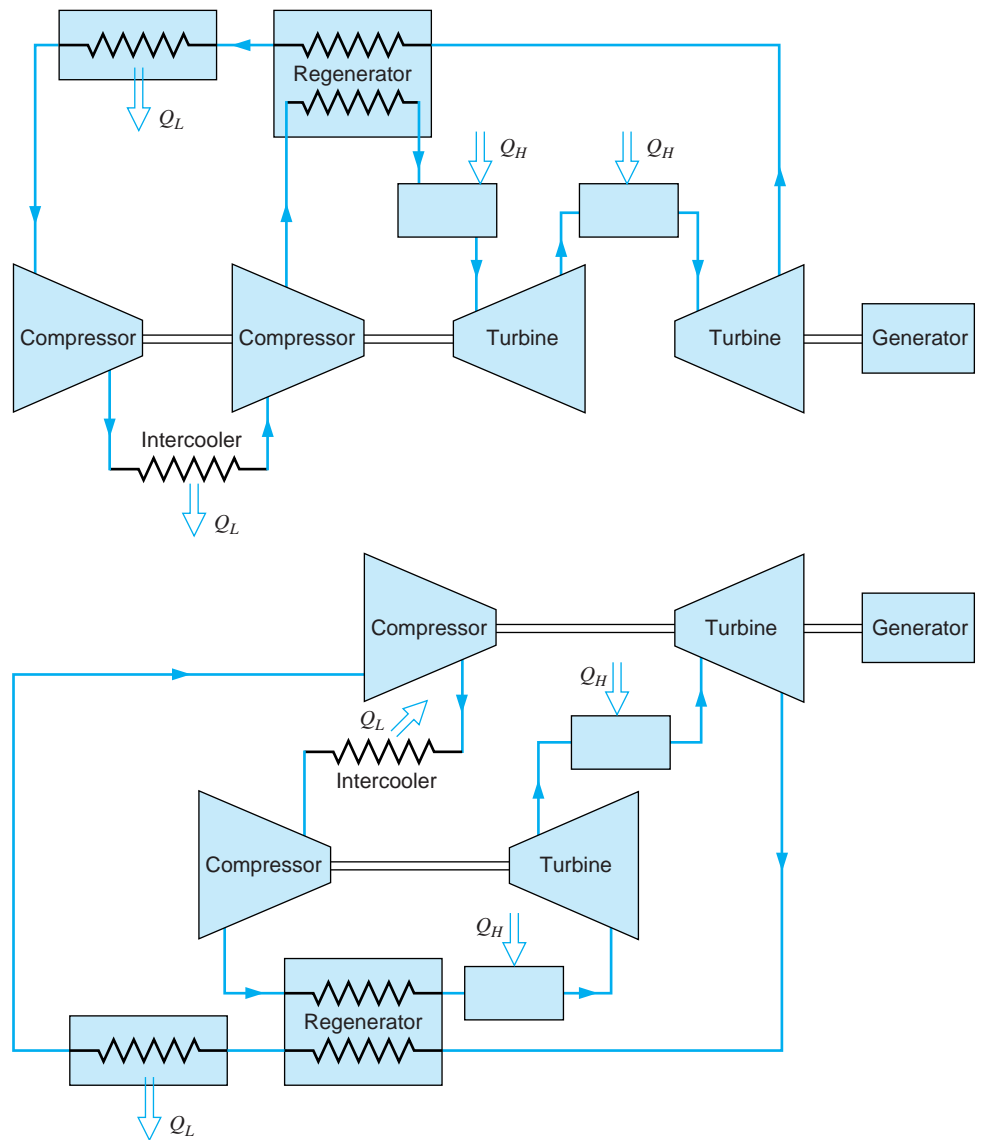 Regenerator
Q_L
Q_H
Q_H
Compressor
Compressor
Turbine
Turbine
Generator
Intercooler
Q_L
Compressor
Turbine
Generator
Q_H
Q_L
Intercooler
Compressor
Turbine
Q_H
Regenerator
Q_L